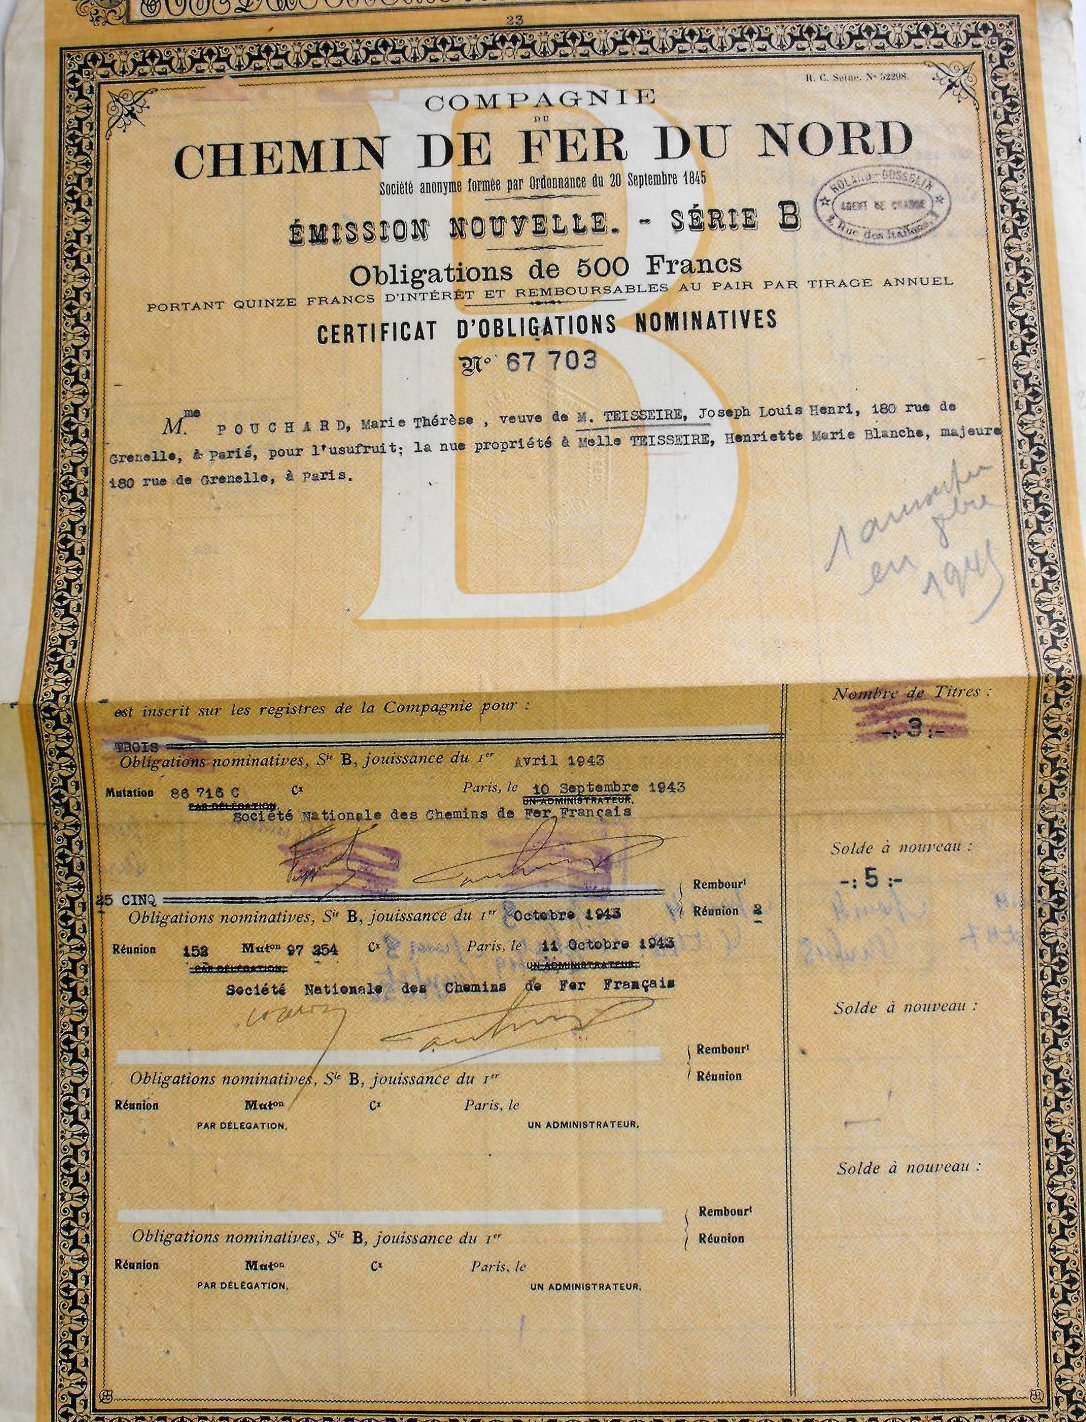 23
R. C. Seine. N° 52298.
COMPAGNIE
DU
CHEMIN DE FER DU NORD
Société anonyme formée par Ordonnance du 20 Septembre 1845
ROLAND-GOSSELIN
AGENT DE CHANGE
ÉMISSION NOUVELLE. - SÉRIE B
Obligations de 500 Francs
PORTANT QUINZE FRANCS D'INTÉRÊT ET REMBOURSABLES AU PAIR PAR TIRAGE ANNUEL
CERTIFICAT D'OBLIGATIONS NOMINATIVES
N° 67 703
M.me POUCHARD, Marie Thérèse , veuve de M. TEISSEIRE, Joseph Louis Henri, 180 rue de
Grenelle, à Paris, pour l'usufruit; la nue propriété à Melle TEISSEIRE, Henriette Marie Blanche, majeure
180 rue de Grenelle, à Paris.
1
en
1945
est inscrit sur les registres de la Compagnie pour :
Nombre de Titres :
-: 3 :-
TROIS
Obligations nominatives, Sie B, jouissance du 1er Avril 1943
Mutation 86 716 C Cx Paris, le 10 Septembre 1943
PAR DÉLÉGATION, UN ADMINISTRATEUR,
Société Nationale des Chemins de Fer Français
Solde à nouveau :
-: 5 :-
CINQ
Rembourt
Obligations nominatives, Sie B, jouissance du 1er Octobre 1943
Réunion 2
Réunion 152 Muton 97 254 Cx Paris, le 11 Octobre 1943
PAR DÉLÉGATION, UN ADMINISTRATEUR,
Société Nationale des Chemins de Fer Français
Solde à nouveau :
Rembourt
Obligations nominatives, Sie B, jouissance du 1er
Réunion
Réunion Muton Cx Paris, le
PAR DÉLÉGATION, UN ADMINISTRATEUR,
Solde à nouveau :
Rembourt
Obligations nominatives, Sie B, jouissance du 1er
Réunion
Réunion Muton Cx Paris, le
PAR DÉLÉGATION, UN ADMINISTRATEUR,